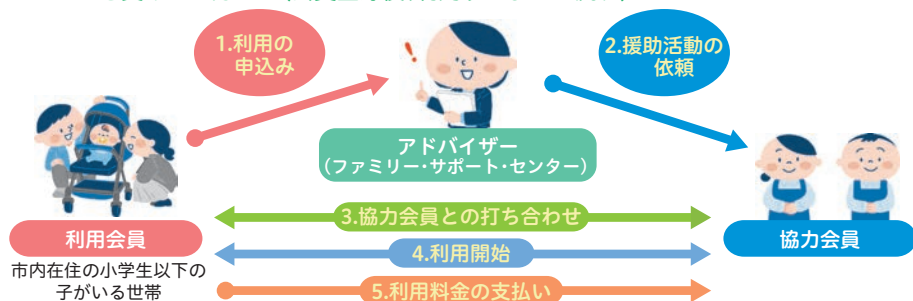 1.利用の
申込み
2.援助活動の
依頼
アドバイザー
(ファミリー・サポート・センター)
3.協力会員との打ち合わせ
利用会員
4.利用開始
協力会員
市内在住の小学生以下の
子がいる世帯
5.利用料金の支払い